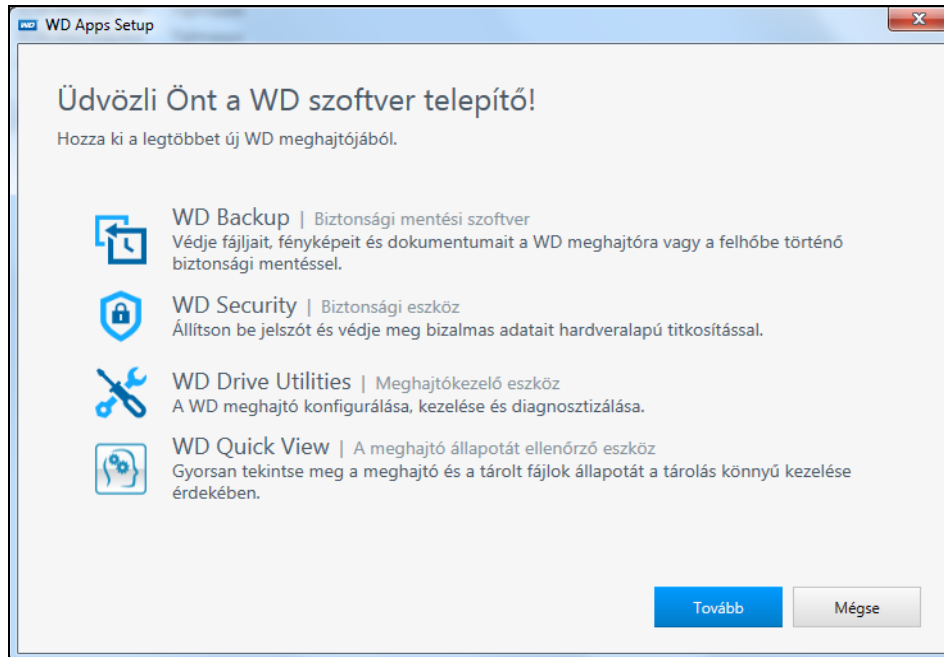 WD WD Apps Setup
Üdvözli Önt a WD szoftver telepítő!
Hozza ki a legtöbbet új WD meghajtójából.
WD Backup | Biztonsági mentési szoftver
Védje fájljait, fényképeit és dokumentumait a WD meghajtóra vagy a felhőbe történő
biztonsági mentéssel.
WD Security | Biztonsági eszköz
Állítson be jelszót és védje meg bizalmas adatait hardveralapú titkosítással.
WD Drive Utilities | Meghajtókezelő eszköz
A WD meghajtó konfigurálása, kezelése és diagnosztizálása.
WD Quick View | A meghajtó állapotát ellenőrző eszköz
Gyorsan tekintse meg a meghajtó és a tárolt fájlok állapotát a tárolás könnyű kezelése
érdekében.
Tovább Mégse